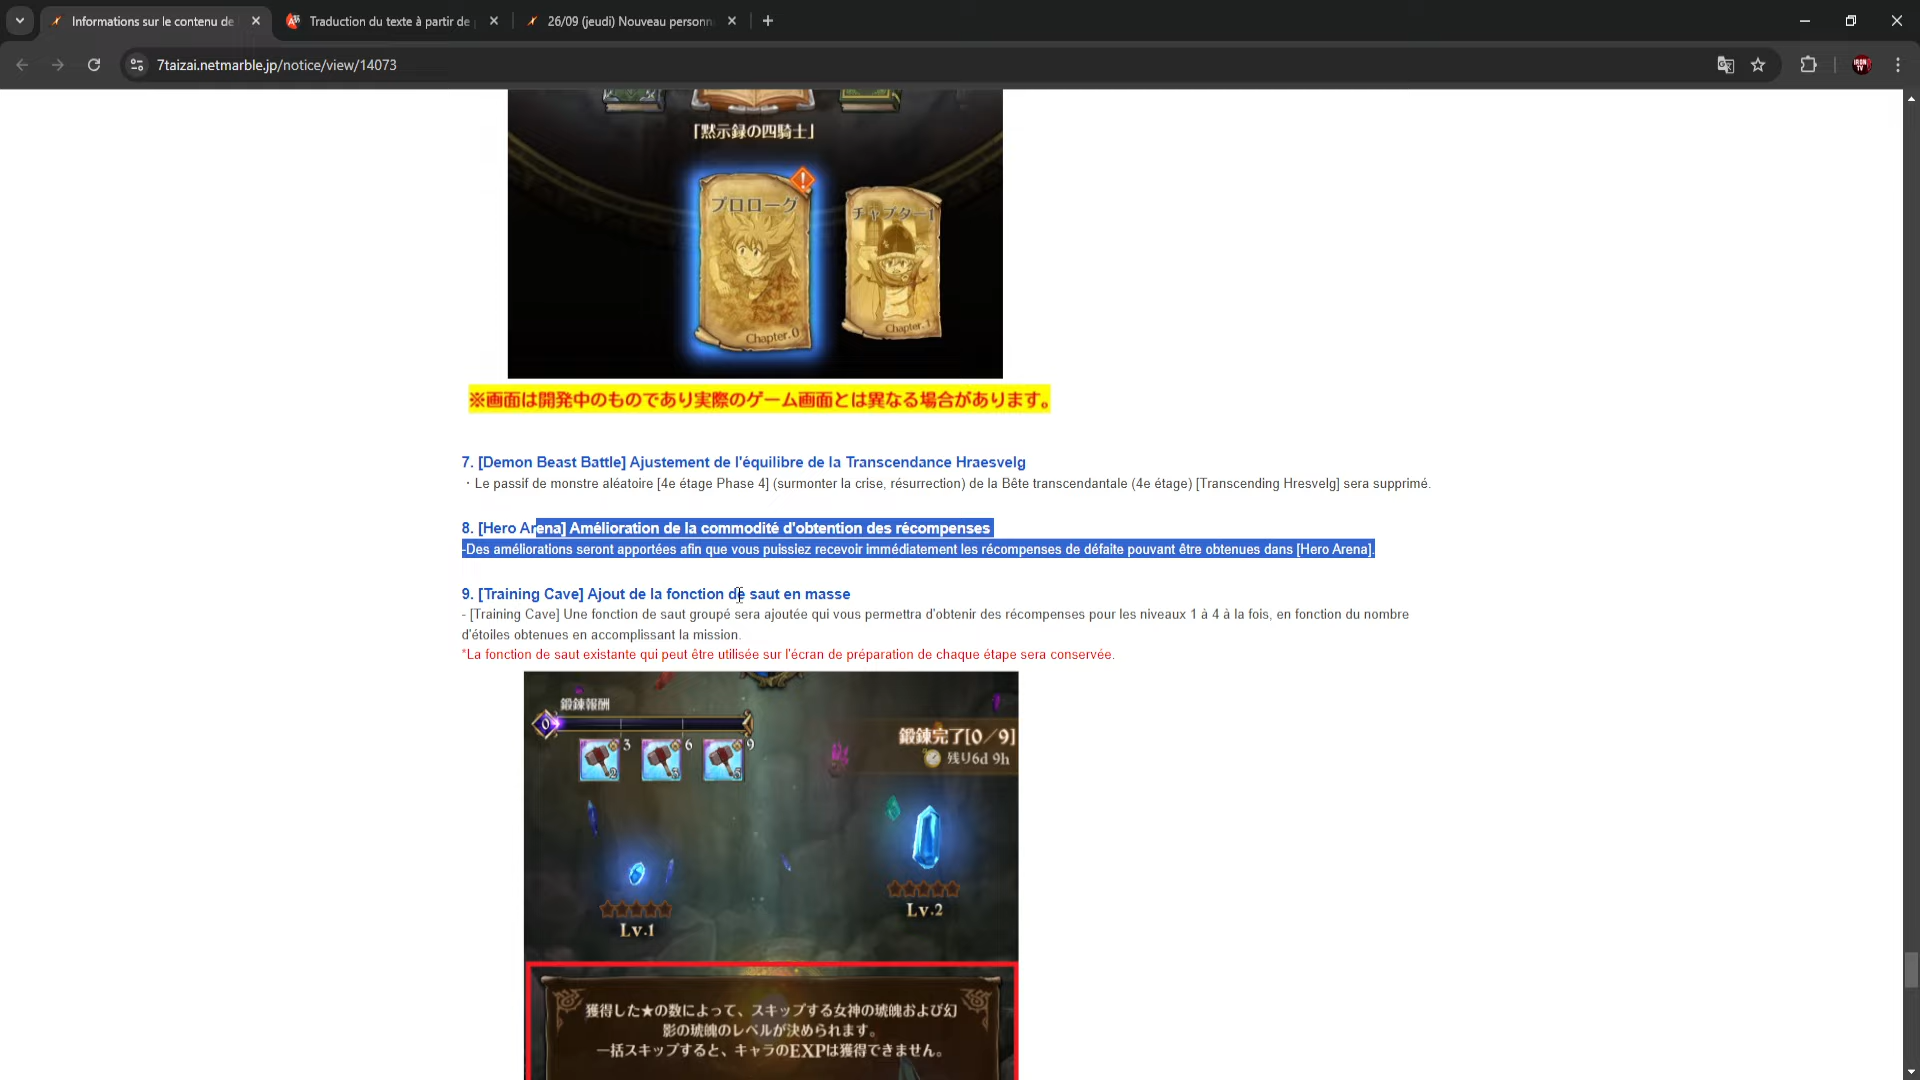 Informations sur le contenu de
Traduction du texte à partir de
26/09 (jeudi) Nouveau personn
7taizai.netmarble.jp/notice/view/14073
「黙示録の四騎士」
プロローグ
チャプター1
Chapter.0
Chapter.1
※画面は開発中のものであり実際のゲーム画面とは異なる場合があります。
7. [Demon Beast Battle] Ajustement de l'équilibre de la Transcendance Hraesvelg
・Le passif de monstre aléatoire [4e étage Phase 4] (surmonter la crise, résurrection) de la Bête transcendantale (4e étage) [Transcending Hresvelg] sera supprimé.
8. [Hero Arena] Amélioration de la commodité d'obtention des récompenses
-Des améliorations seront apportées afin que vous puissiez recevoir immédiatement les récompenses de défaite pouvant être obtenues dans [Hero Arena].
9. [Training Cave] Ajout de la fonction de saut en masse
- [Training Cave] Une fonction de saut groupé sera ajoutée qui vous permettra d'obtenir des récompenses pour les niveaux 1 à 4 à la fois, en fonction du nombre
d'étoiles obtenues en accomplissant la mission.
*La fonction de saut existante qui peut être utilisée sur l'écran de préparation de chaque étape sera conservée.
鍛錬報酬
0
3 6 9
2 3 5
鍛錬完了[0/9]
残り6d 9h
Lv.2
Lv.1
獲得した★の数によって、スキップする女神の琥魄および幻
影の琥魄のレベルが決められます。
一括スキップすると、キャラのEXPは獲得できません。